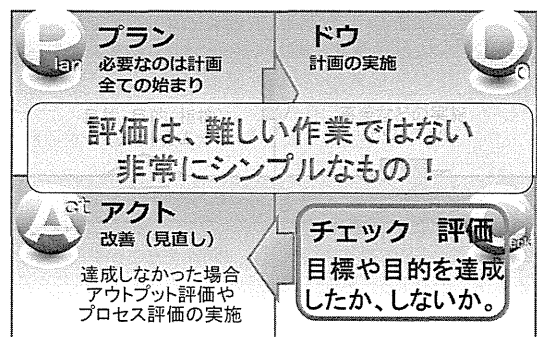 Plan
プラン
必要なのは計画
全ての始まり
ドウ
計画の実施
Do
評価は、難しい作業ではない
非常にシンプルなもの！
Act
アクト
改善（見直し）
達成しなかった場合
アウトプット評価や
プロセス評価の実施
チェック 評価
目標や目的を達成
したか、しないか。